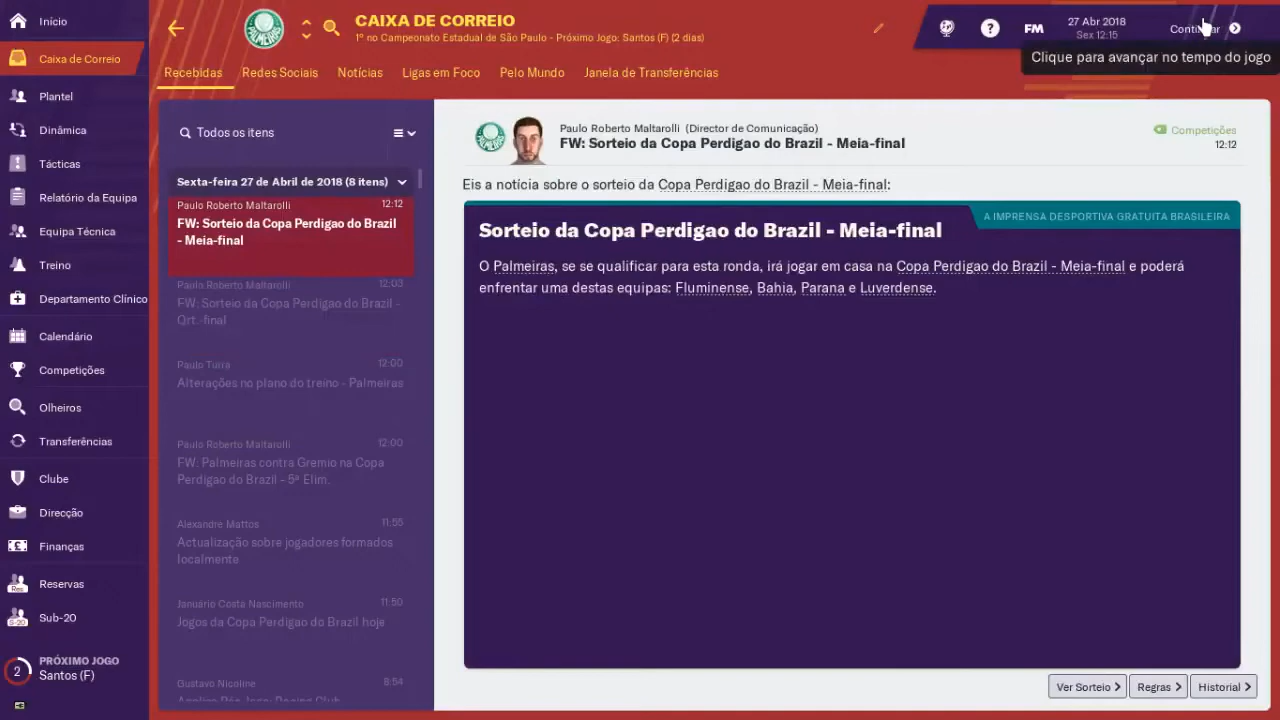 Início
Caixa de Correio
Plantel
Dinâmica
Tácticas
Relatório da Equipa
Equipa Técnica
Treino
Departamento Clínico
Calendário
Competições
Olheiros
Transferências
Clube
Direcção
Finanças
Reservas
Sub-20
2
PRÓXIMO JOGO
Santos (F)
PALMEIRAS
CAIXA DE CORREIO
1º no Campeonato Estadual de São Paulo - Próximo Jogo: Santos (F) (2 dias)
FM
27 Abr 2018
Sex 12:15
Clique para avançar no tempo do jogo
Recebidas Redes Sociais Notícias Ligas em Foco Pelo Mundo Janela de Transferências
Todos os itens
Sexta-feira 27 de Abril de 2018 (8 itens)
Paulo Roberto Maltarolli 12:12
FW: Sorteio da Copa Perdigao do Brazil
- Meia-final
Paulo Roberto Maltarolli 12:03
FW: Sorteio da Copa Perdigao do Brazil -
Qrt.-final
Paulo Turra 12:00
Alterações no plano do treino - Palmeiras
Paulo Roberto Maltarolli 12:00
FW: Palmeiras contra Gremio na Copa
Perdigao do Brazil - 5ª Elim.
Alexandre Mattos 11:55
Actualização sobre jogadores formados
localmente
Januário Costa Nascimento 11:50
Jogos da Copa Perdigao do Brazil hoje
Gustavo Nicoline 8:54
Paulo Roberto Maltarolli (Director de Comunicação)
FW: Sorteio da Copa Perdigao do Brazil - Meia-final
Competições
12:12
Eis a notícia sobre o sorteio da Copa Perdigao do Brazil - Meia-final:
A IMPRENSA DESPORTIVA GRATUITA BRASILEIRA
Sorteio da Copa Perdigao do Brazil - Meia-final
O Palmeiras, se se qualificar para esta ronda, irá jogar em casa na Copa Perdigao do Brazil - Meia-final e poderá
enfrentar uma destas equipas: Fluminense, Bahia, Parana e Luverdense.
Ver Sorteio Regras Historial